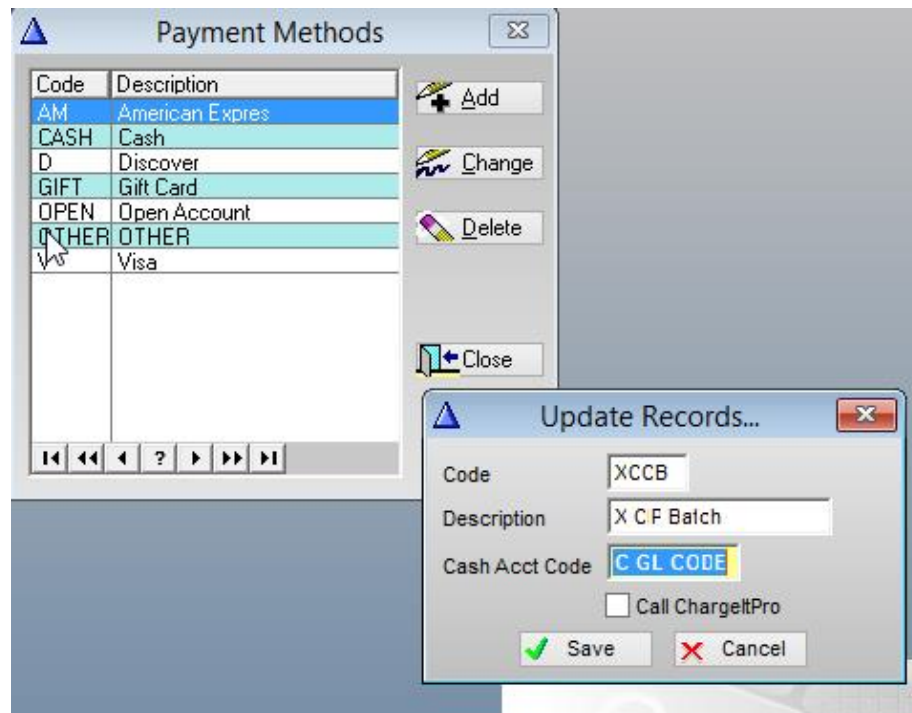 Payment Methods
Code Description
AM American Expres
CASH Cash
D Discover
GIFT Gift Card
OPEN Open Account
OTHER OTHER
V Visa
Add
Change
Delete
Close
?
Update Records...
Code XCCB
Description X CIP Batch
Cash Acct Code C GL CODE
Call ChargeItPro
Save Cancel